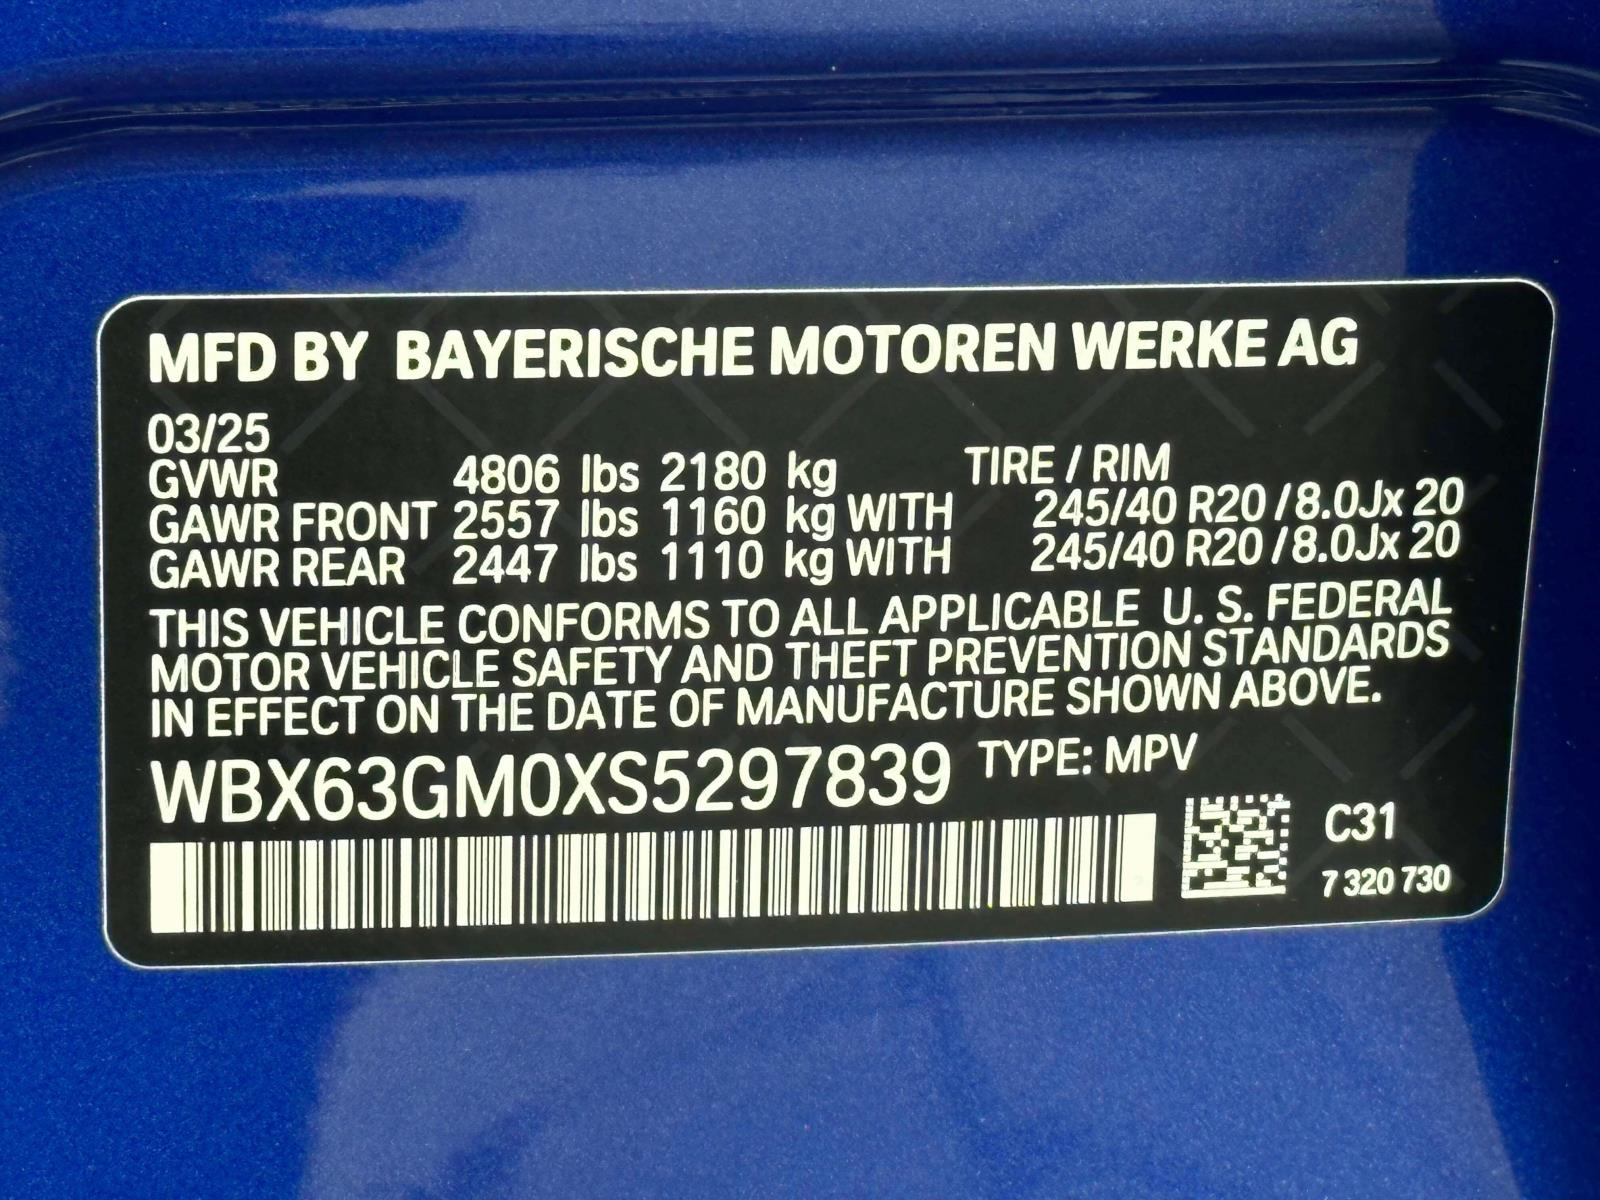 MFD BY BAYERISCHE MOTOREN WERKE AG
03/25
GVWR 4806 lbs 2180 kg TIRE / RIM
GAWR FRONT 2557 lbs 1160 kg WITH 245/40 R20 / 8.0Jx 20
GAWR REAR 2447 lbs 1110 kg WITH 245/40 R20 / 8.0Jx 20
THIS VEHICLE CONFORMS TO ALL APPLICABLE U. S. FEDERAL
MOTOR VEHICLE SAFETY AND THEFT PREVENTION STANDARDS
IN EFFECT ON THE DATE OF MANUFACTURE SHOWN ABOVE.
WBX63GM0XS5297839 TYPE: MPV
C31
7 320 730